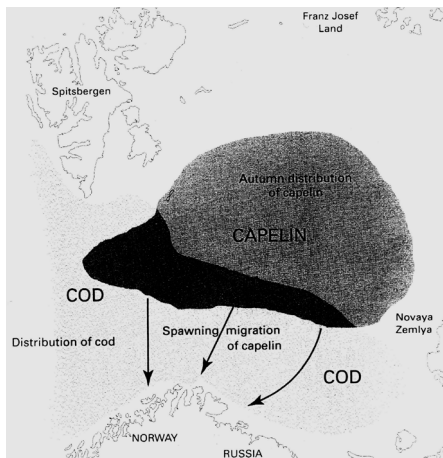 Franz Josef
Land
Spitsbergen
Autumn distribution
of capelin
CAPELIN
COD
Novaya
Zemlya
Spawning migration
of capelin
Distribution of cod
COD
NORWAY
RUSSIA